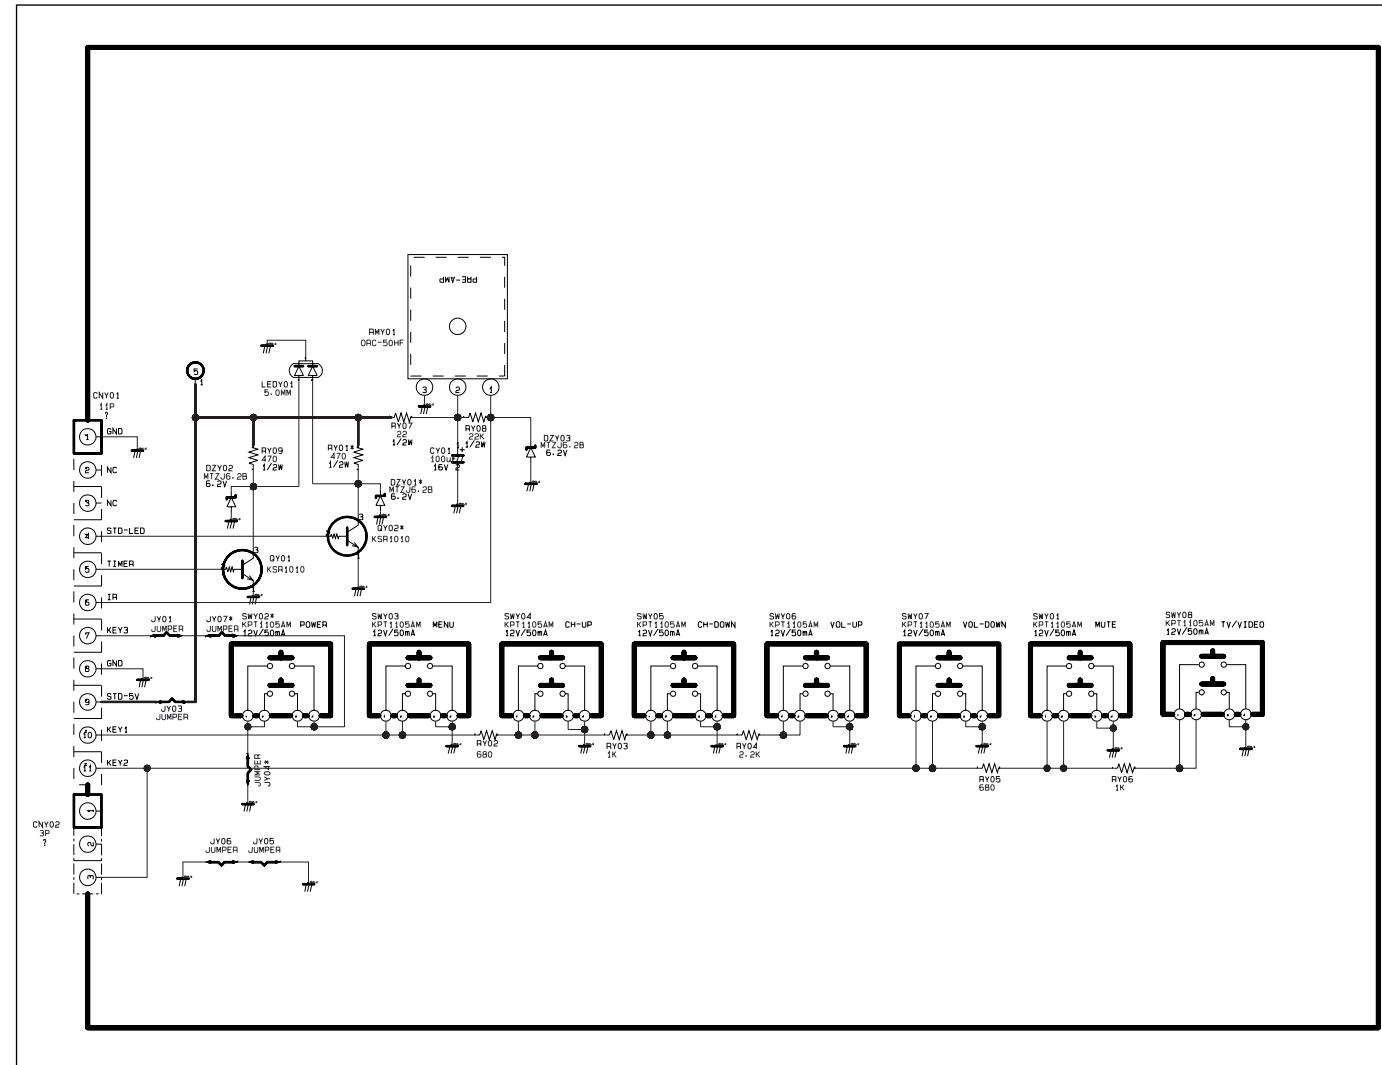 PRE-AMP
RMY01
ORC-50HF
3
2
1
5
1
LEDY01
5.0MM
CNY01
11P
?
1 GND
2 NC
3 NC
4 STD-LED
5 TIMER
6 IR
7 KEY3
8 GND
9 STD-5V
10 KEY1
11 KEY2
RY07
22
1/2W
RY08
22K
1/2W
DZY03
MTZJ6.2B
6.2V
CY01
100u
16V
1
+
2
RY09
470
1/2W
RY01*
470
1/2W
DZY02
MTZJ6.2B
6.2V
DZY01*
MTZJ6.2B
6.2V
3
QY02*
KSR1010
3
QY01
KSR1010
JY01
JUMPER
JY07*
JUMPER
JY03
JUMPER
SWY02*
KPT1105AM POWER
12V/50mA
SWY03
KPT1105AM MENU
12V/50mA
SWY04
KPT1105AM CH-UP
12V/50mA
SWY05
KPT1105AM CH-DOWN
12V/50mA
SWY06
KPT1105AM VOL-UP
12V/50mA
SWY07
KPT1105AM VOL-DOWN
12V/50mA
SWY01
KPT1105AM MUTE
12V/50mA
SWY08
KPT1105AM TV/VIDEO
12V/50mA
RY02
680
RY03
1K
RY04
2.2K
RY05
680
RY06
1K
JUMPER
JY04*
CNY02
3P
?
1
2
3
JY06
JUMPER
JY05
JUMPER